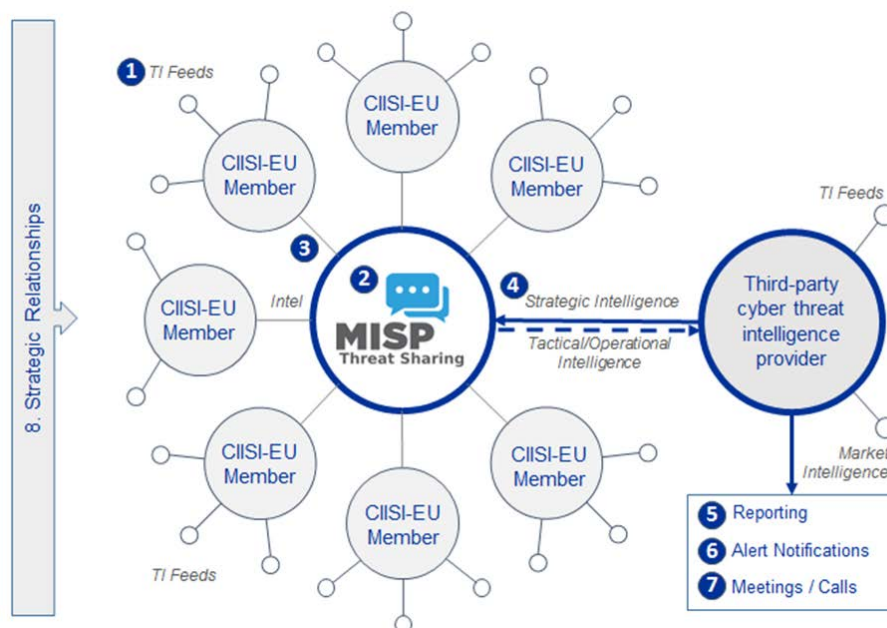 8. Strategic Relationships
1 TI Feeds
CIISI-EU
Member
CIISI-EU
Member
CIISI-EU
Member
TI Feeds
3
2
MISP
Threat Sharing
4
Strategic Intelligence
Tactical/Operational
Intelligence
CIISI-EU
Member
Intel
Third-party
cyber threat
intelligence
provider
CIISI-EU
Member
CIISI-EU
Member
CIISI-EU
Member
TI Feeds
Market
Intelligence
5 Reporting
6 Alert Notifications
7 Meetings / Calls